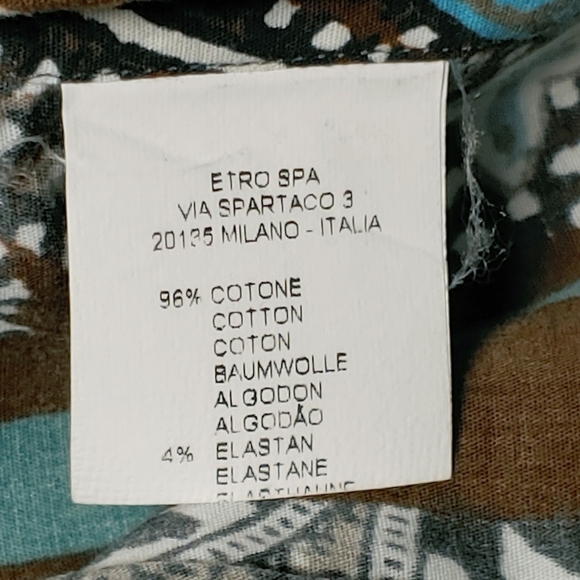 ETRO SPA
VIA SPARTACO 3
20135 MILANO - ITALIA
96% COTONE
COTTON
COTON
BAUMWOLLE
ALGODON
ALGODÃO
4% ELASTAN
ELASTANE